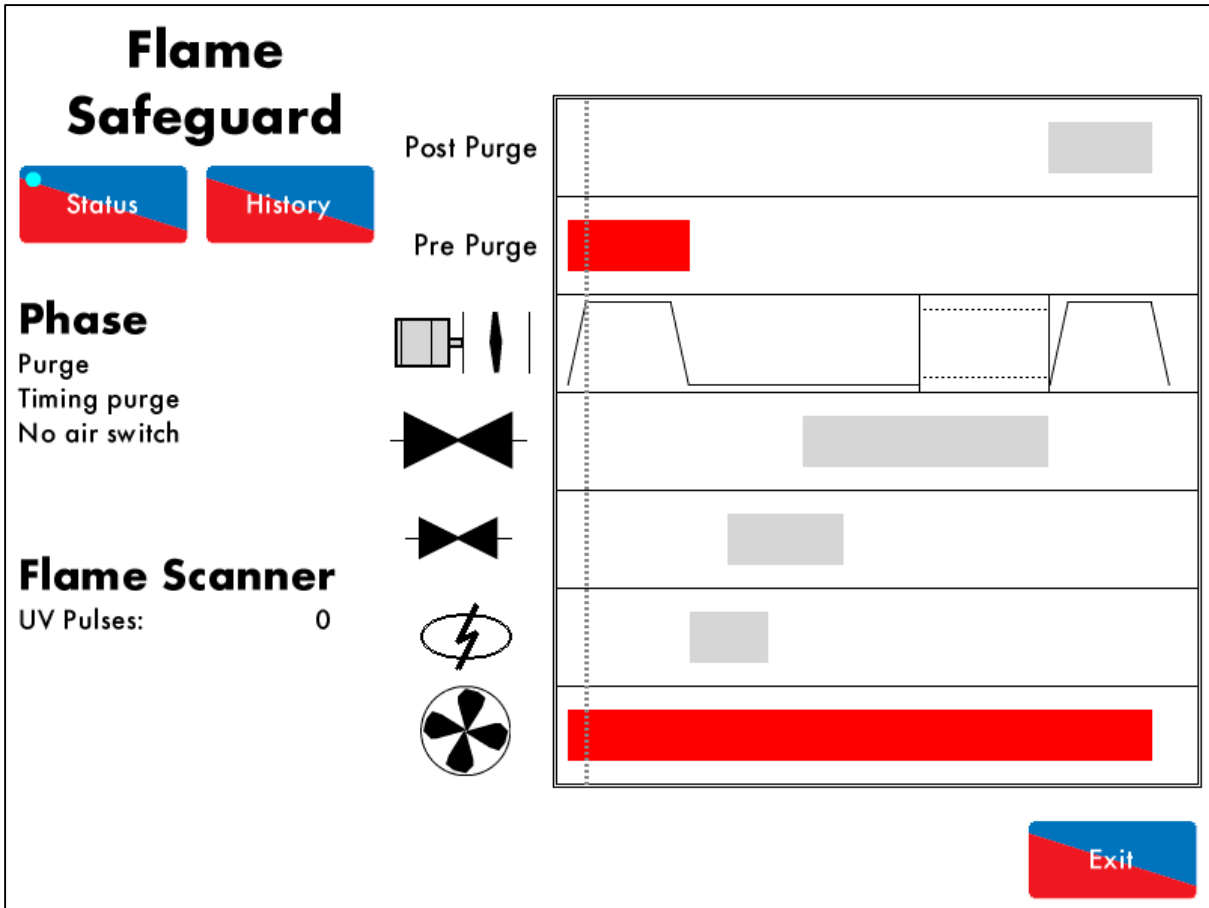 Flame
Safeguard
Status
History
Post Purge
Pre Purge
Phase
Purge
Timing purge
No air switch
Flame Scanner
UV Pulses: 0
Exit